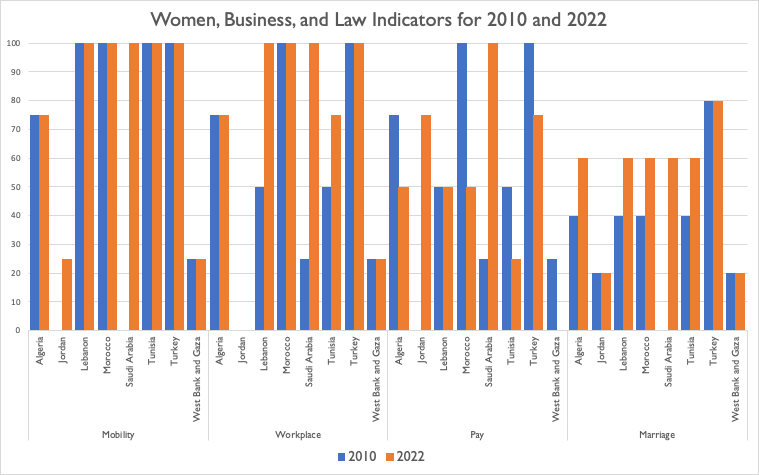 Women, Business, and Law Indicators for 2010 and 2022
100
90
80
70
60
50
40
30
20
10
0
Algeria
Jordan
Lebanon
Morocco
Saudi Arabia
Tunisia
Turkey
West Bank and Gaza
Algeria
Jordan
Lebanon
Morocco
Saudi Arabia
Tunisia
Turkey
West Bank and Gaza
Algeria
Jordan
Lebanon
Morocco
Saudi Arabia
Tunisia
Turkey
West Bank and Gaza
Algeria
Jordan
Lebanon
Morocco
Saudi Arabia
Tunisia
Turkey
West Bank and Gaza
Mobility Workplace Pay Marriage
2010 2022